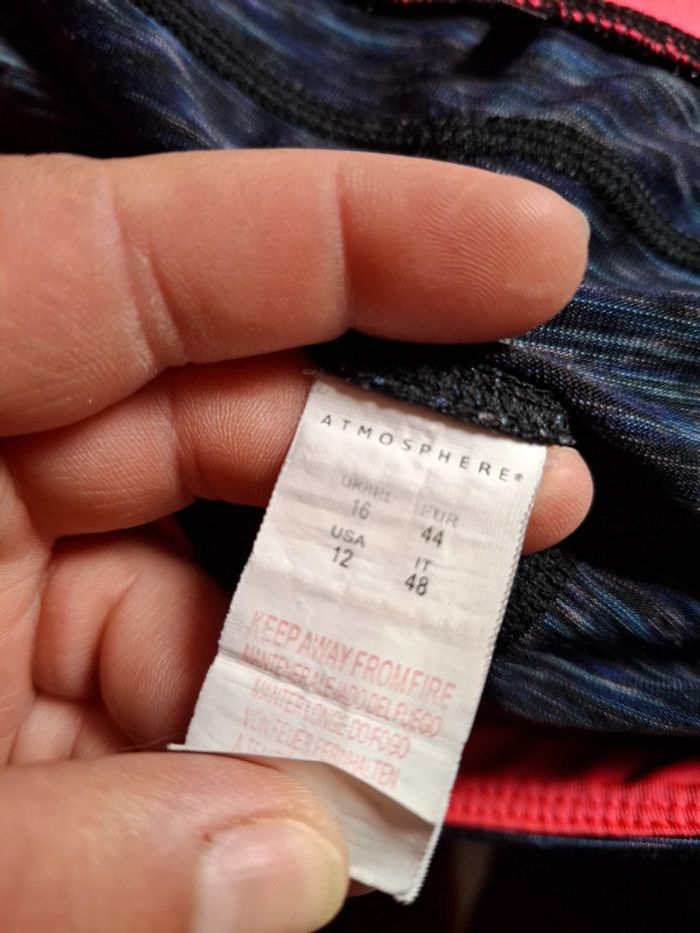 ATMOSPHERE®
UK/IRL EUR
16 44
USA IT
12 48
KEEP AWAY FROM FIRE
MANTENER ALEJADO DEL FUEGO
MANTER LONGE DO FOGO
VON FEUER FERNHALTEN